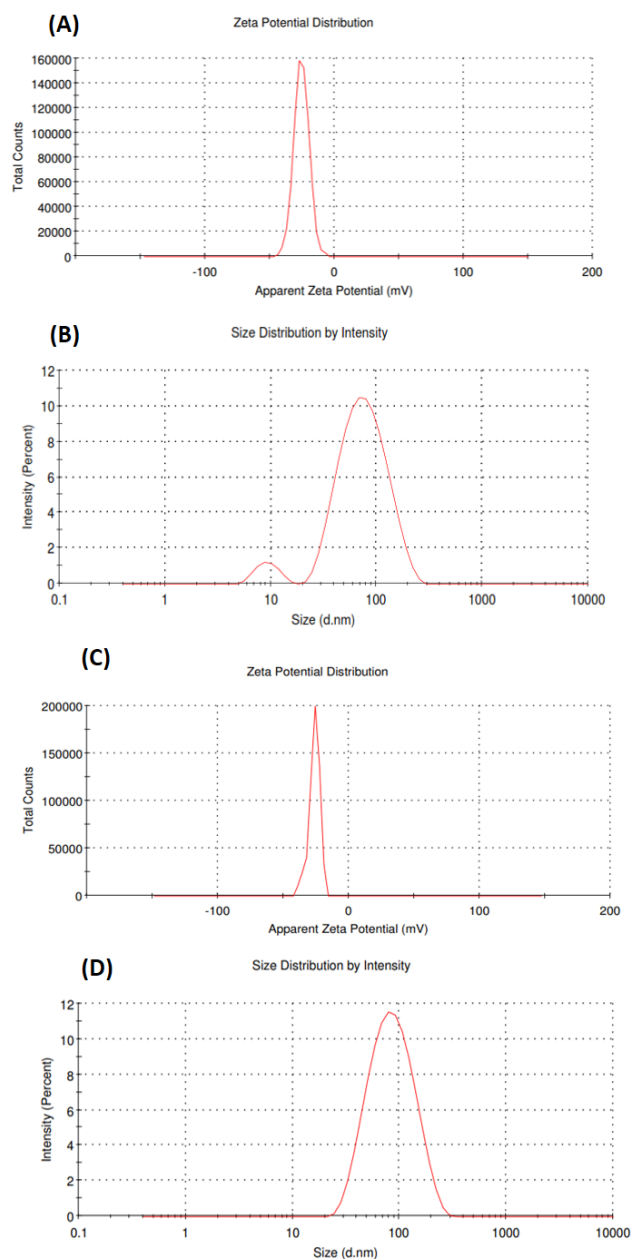 (A)
Zeta Potential Distribution
160000
140000
120000
100000
80000
60000
40000
20000
0
Total Counts
-100 0 100 200
Apparent Zeta Potential (mV)
(B)
Size Distribution by Intensity
12
10
8
6
4
2
0
Intensity (Percent)
0.1 1 10 100 1000 10000
Size (d.nm)
(C)
Zeta Potential Distribution
200000
150000
100000
50000
0
Total Counts
-100 0 100 200
Apparent Zeta Potential (mV)
(D)
Size Distribution by Intensity
12
10
8
6
4
2
0
Intensity (Percent)
0.1 1 10 100 1000 10000
Size (d.nm)